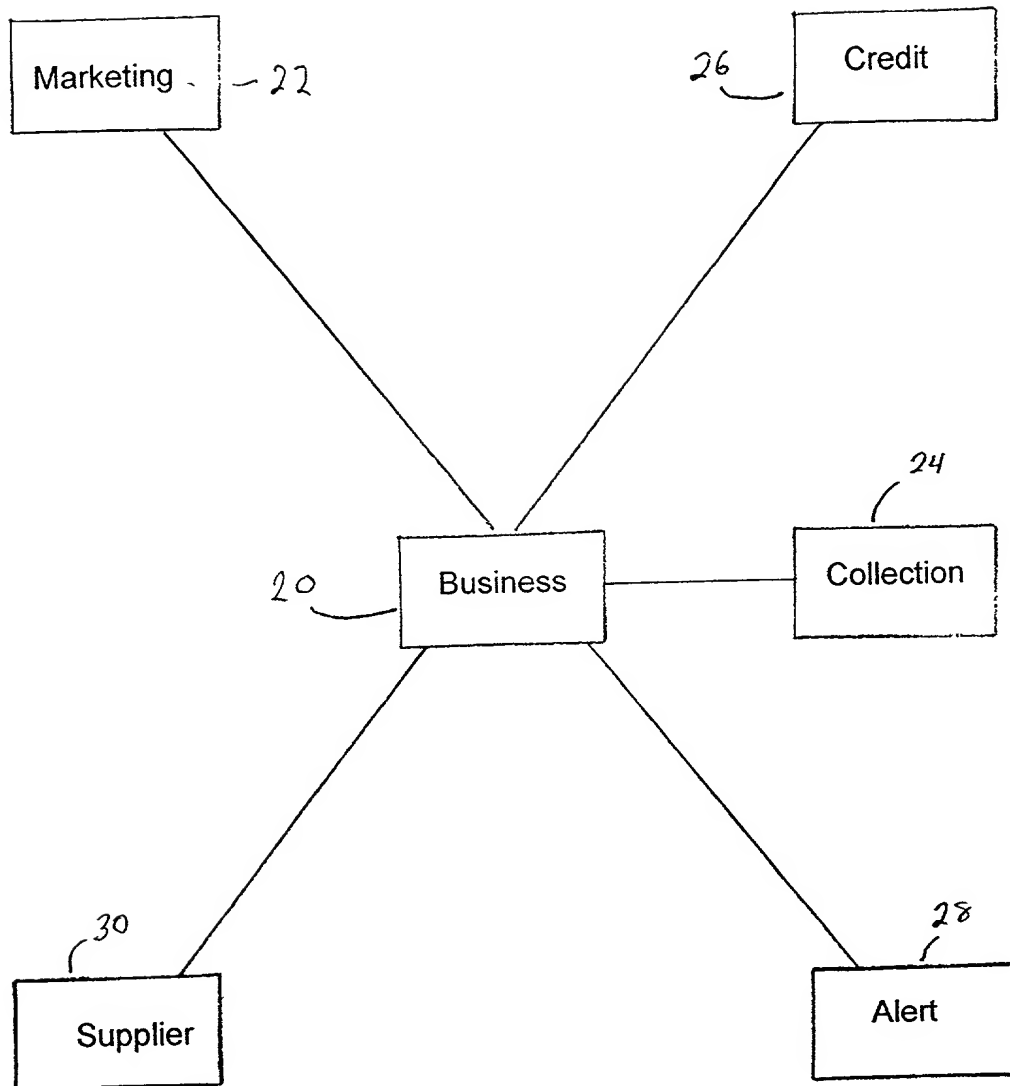 Marketing 22
26 Credit
24
Collection
20 Business
30
Supplier
28
Alert